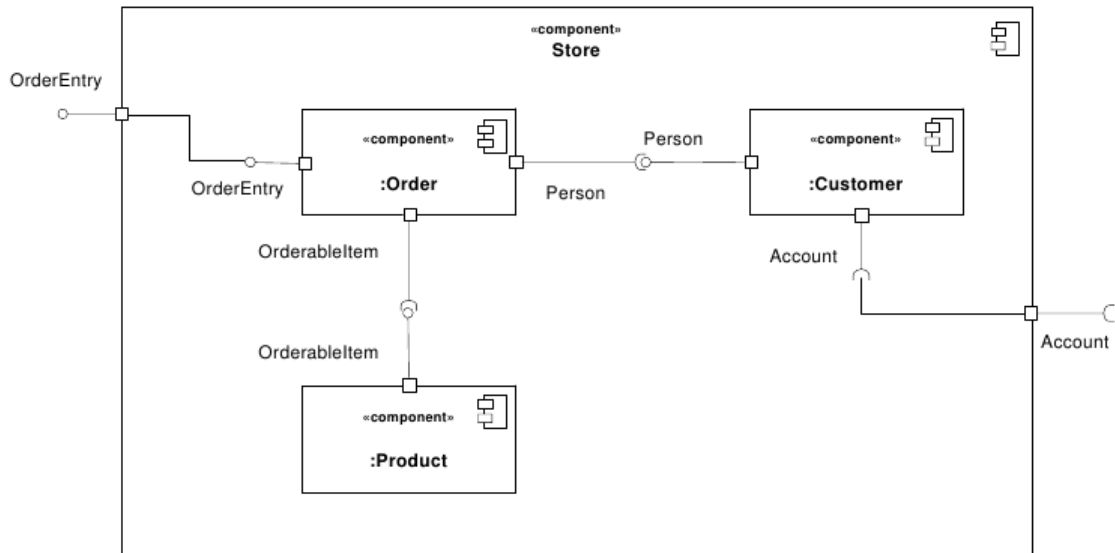 «component»
Store
OrderEntry
«component»
:Order
Person
«component»
:Customer
OrderEntry
Person
OrderableItem
Account
Account
OrderableItem
«component»
:Product